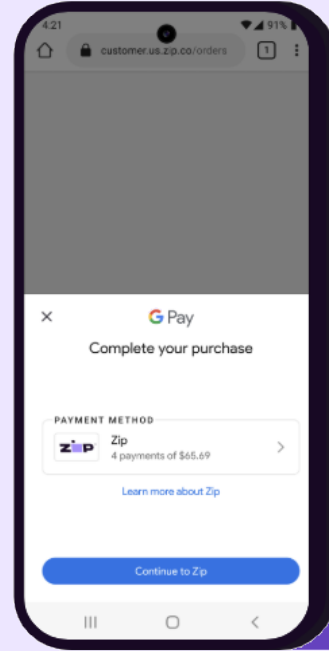 4:21 91%
customer.us.zip.co/orders 1
G Pay
Complete your purchase
PAYMENT METHOD
Zip
zip
4 payments of $65.69
Learn more about Zip
Continue to Zip